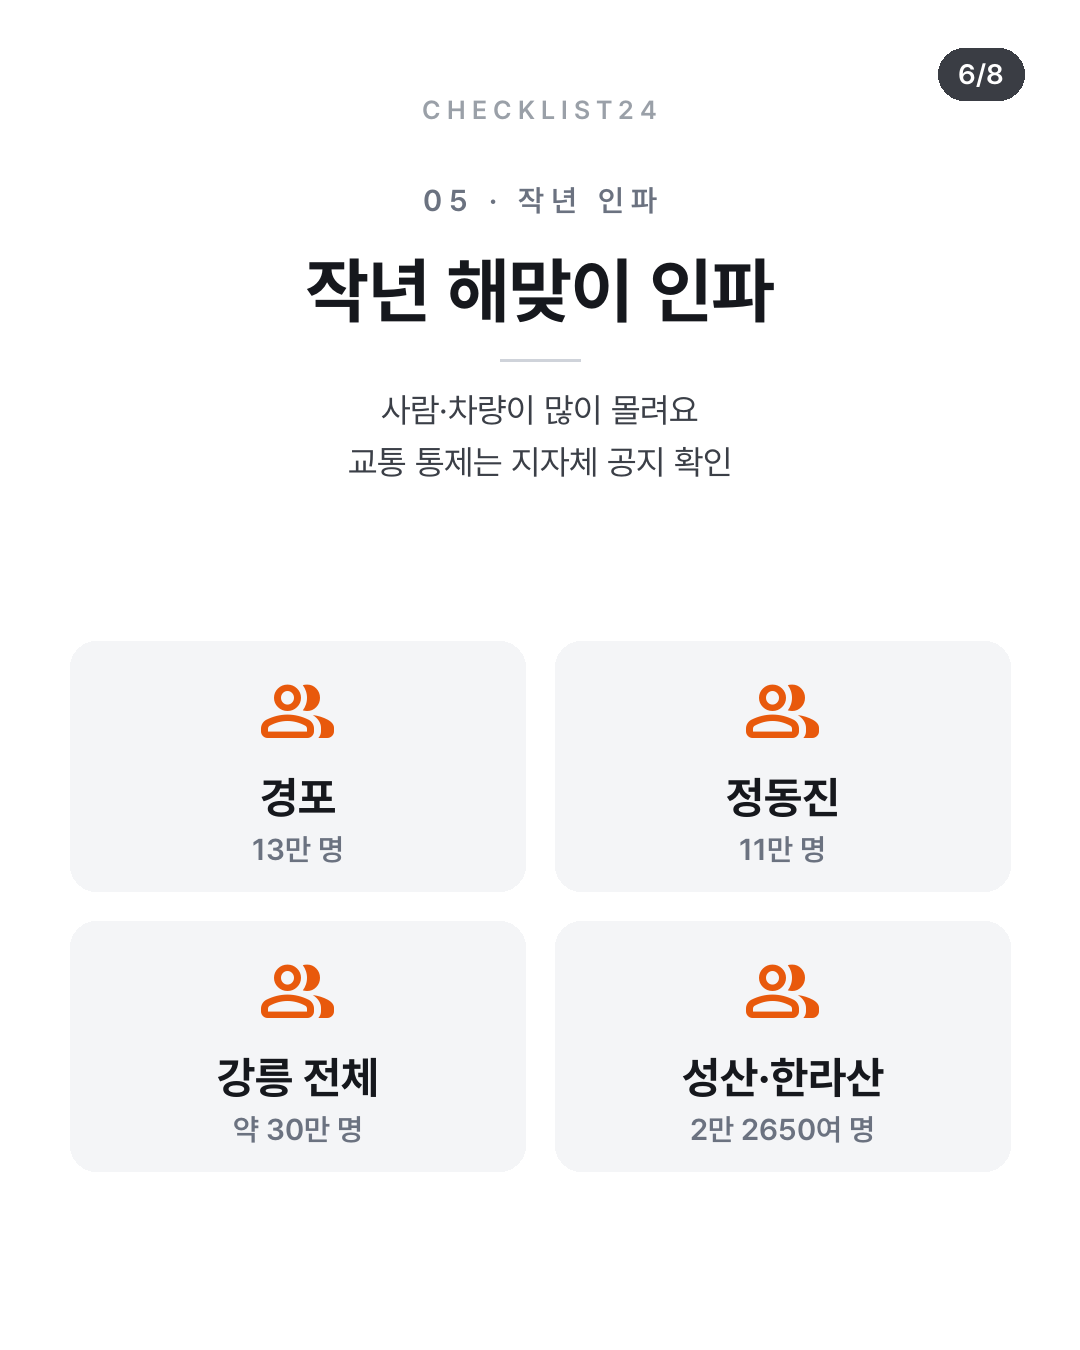 6/8
CHECKLIST24
05 · 작년 인파
작년 해맞이 인파
사람·차량이 많이 몰려요
교통 통제는 지자체 공지 확인
경포
13만 명
정동진
11만 명
강릉 전체
약 30만 명
성산·한라산
2만 2650여 명